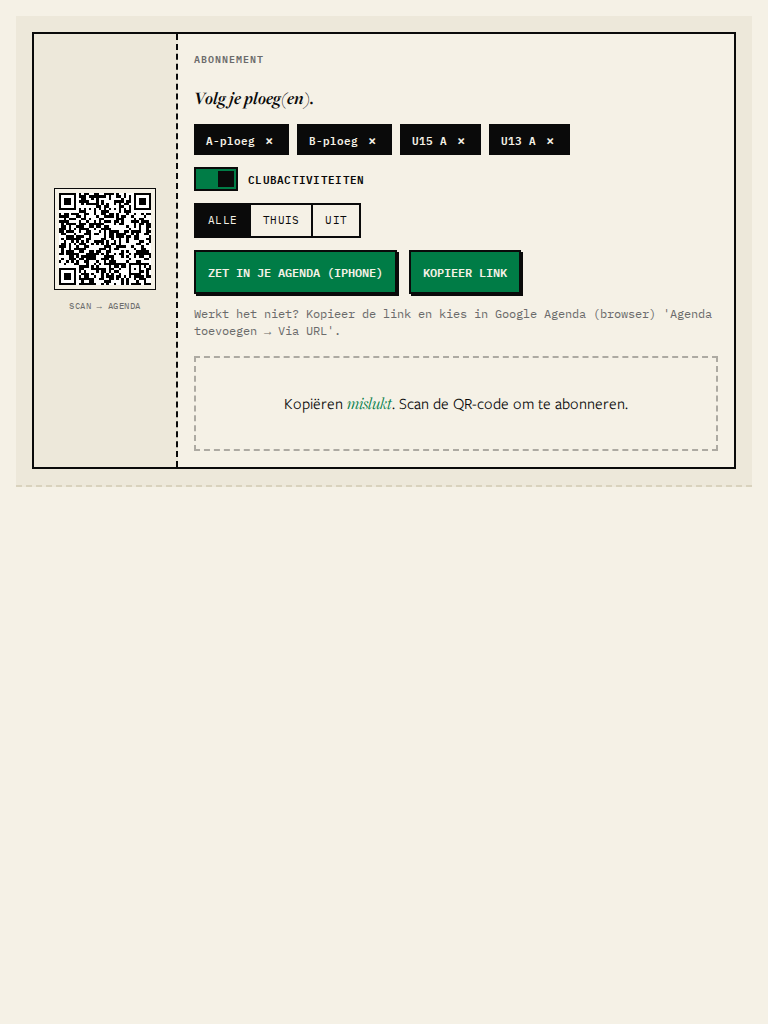 ABONNEMENT
Volg je ploeg(en).
A-ploeg ×
B-ploeg ×
U15 A ×
U13 A ×
CLUBACTIVITEITEN
ALLE
THUIS
UIT
ZET IN JE AGENDA (IPHONE)
KOPIEER LINK
SCAN → AGENDA
Werkt het niet? Kopieer de link en kies in Google Agenda (browser) 'Agenda
toevoegen → Via URL'.
Kopiëren mislukt. Scan de QR-code om te abonneren.